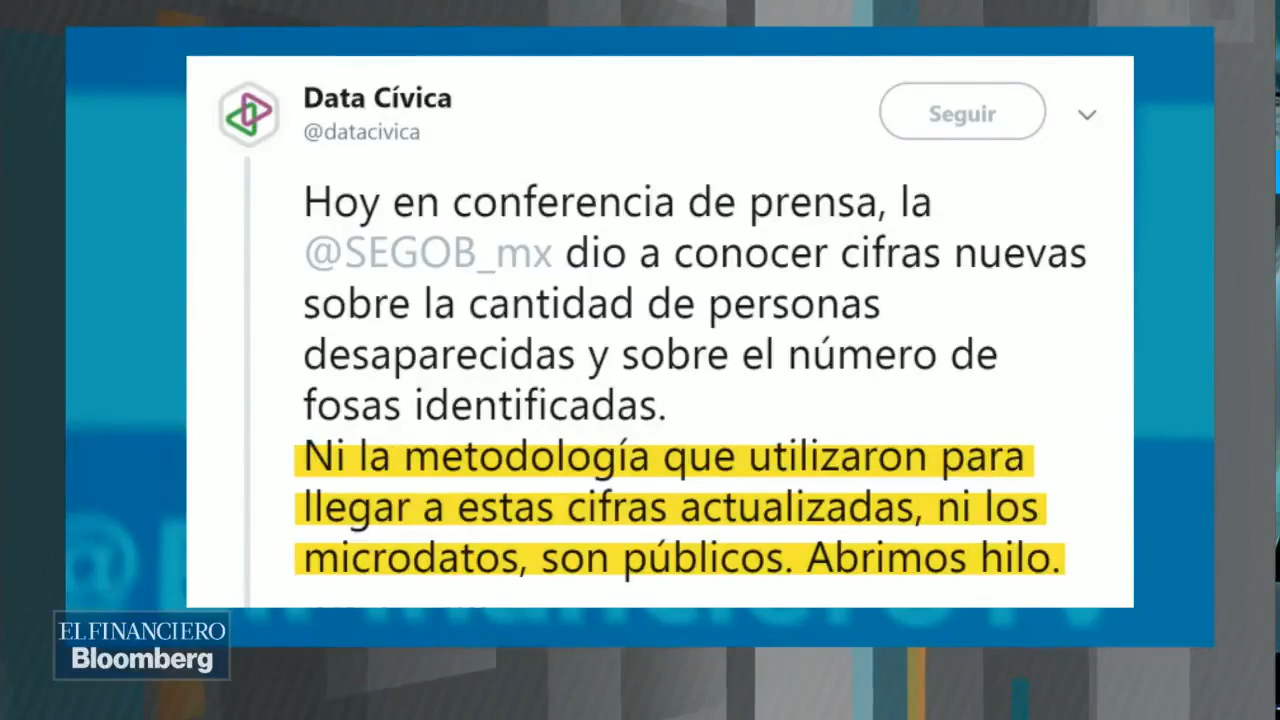 Data Cívica
@datacivica
Seguir
Hoy en conferencia de prensa, la
@SEGOB_mx dio a conocer cifras nuevas
sobre la cantidad de personas
desaparecidas y sobre el número de
fosas identificadas.
Ni la metodología que utilizaron para
llegar a estas cifras actualizadas, ni los
microdatos, son públicos. Abrimos hilo.
EL FINANCIERO
Bloomberg